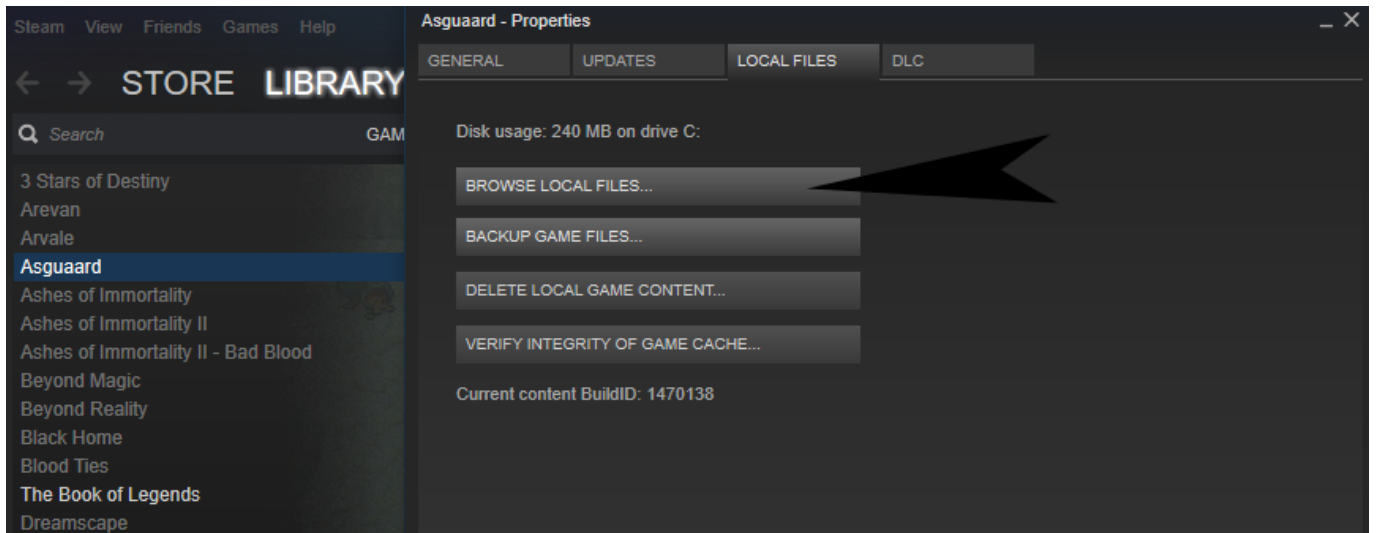 Steam View Friends Games Help
STORE LIBRARY
Search GAM
3 Stars of Destiny
Arevan
Arvale
Asguaard
Ashes of Immortality
Ashes of Immortality II
Ashes of Immortality II - Bad Blood
Beyond Magic
Beyond Reality
Black Home
Blood Ties
The Book of Legends
Dreamscape
Asguaard - Properties
GENERAL UPDATES LOCAL FILES DLC
Disk usage: 240 MB on drive C:
BROWSE LOCAL FILES...
BACKUP GAME FILES...
DELETE LOCAL GAME CONTENT...
VERIFY INTEGRITY OF GAME CACHE...
Current content BuildID: 1470138